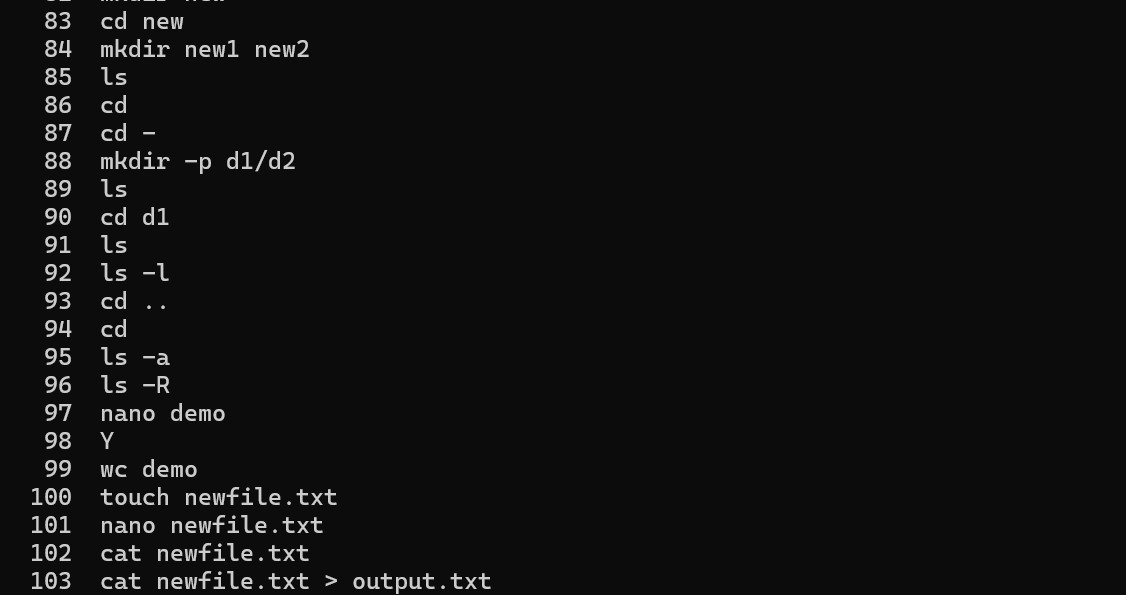 83 cd new
84 mkdir new1 new2
85 ls
86 cd
87 cd -
88 mkdir -p d1/d2
89 ls
90 cd d1
91 ls
92 ls -l
93 cd ..
94 cd
95 ls -a
96 ls -R
97 nano demo
98 Y
99 wc demo
100 touch newfile.txt
101 nano newfile.txt
102 cat newfile.txt
103 cat newfile.txt > output.txt